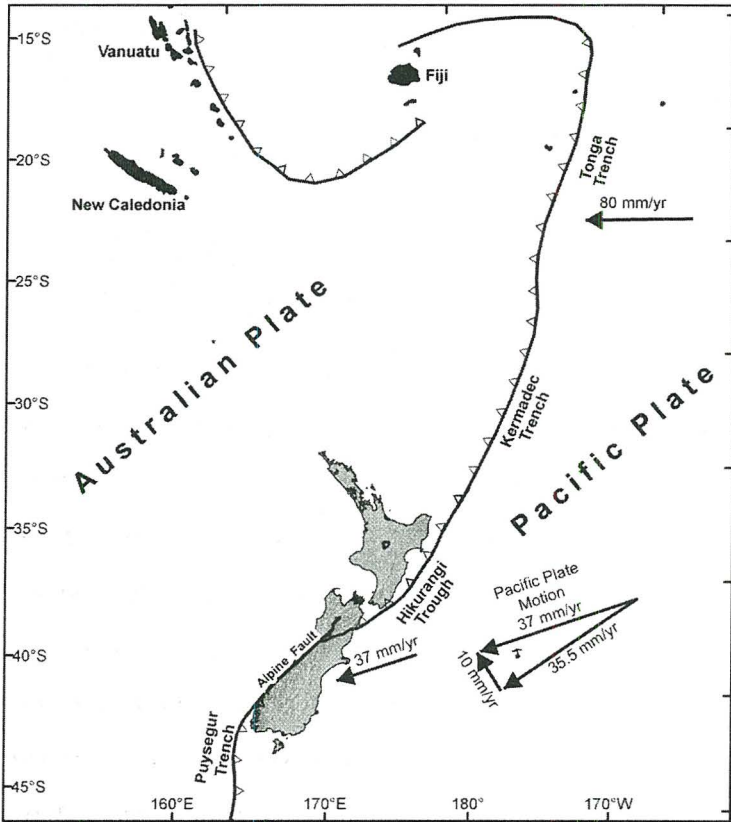 15°S
Vanuatu
Fiji
20°S
New Caledonia
Tonga
Trench
80 mm/yr
25°S
Australian Plate
30°S
Kermadec
Trench
Pacific Plate
35°S
Hikurangi
Trough
Pacific Plate
Motion
37 mm/yr
35.5 mm/yr
10 mm/yr
40°S
Alpine Fault
37 mm/yr
Puysegur
Trench
45°S
160°E
170°E
180°
170°W